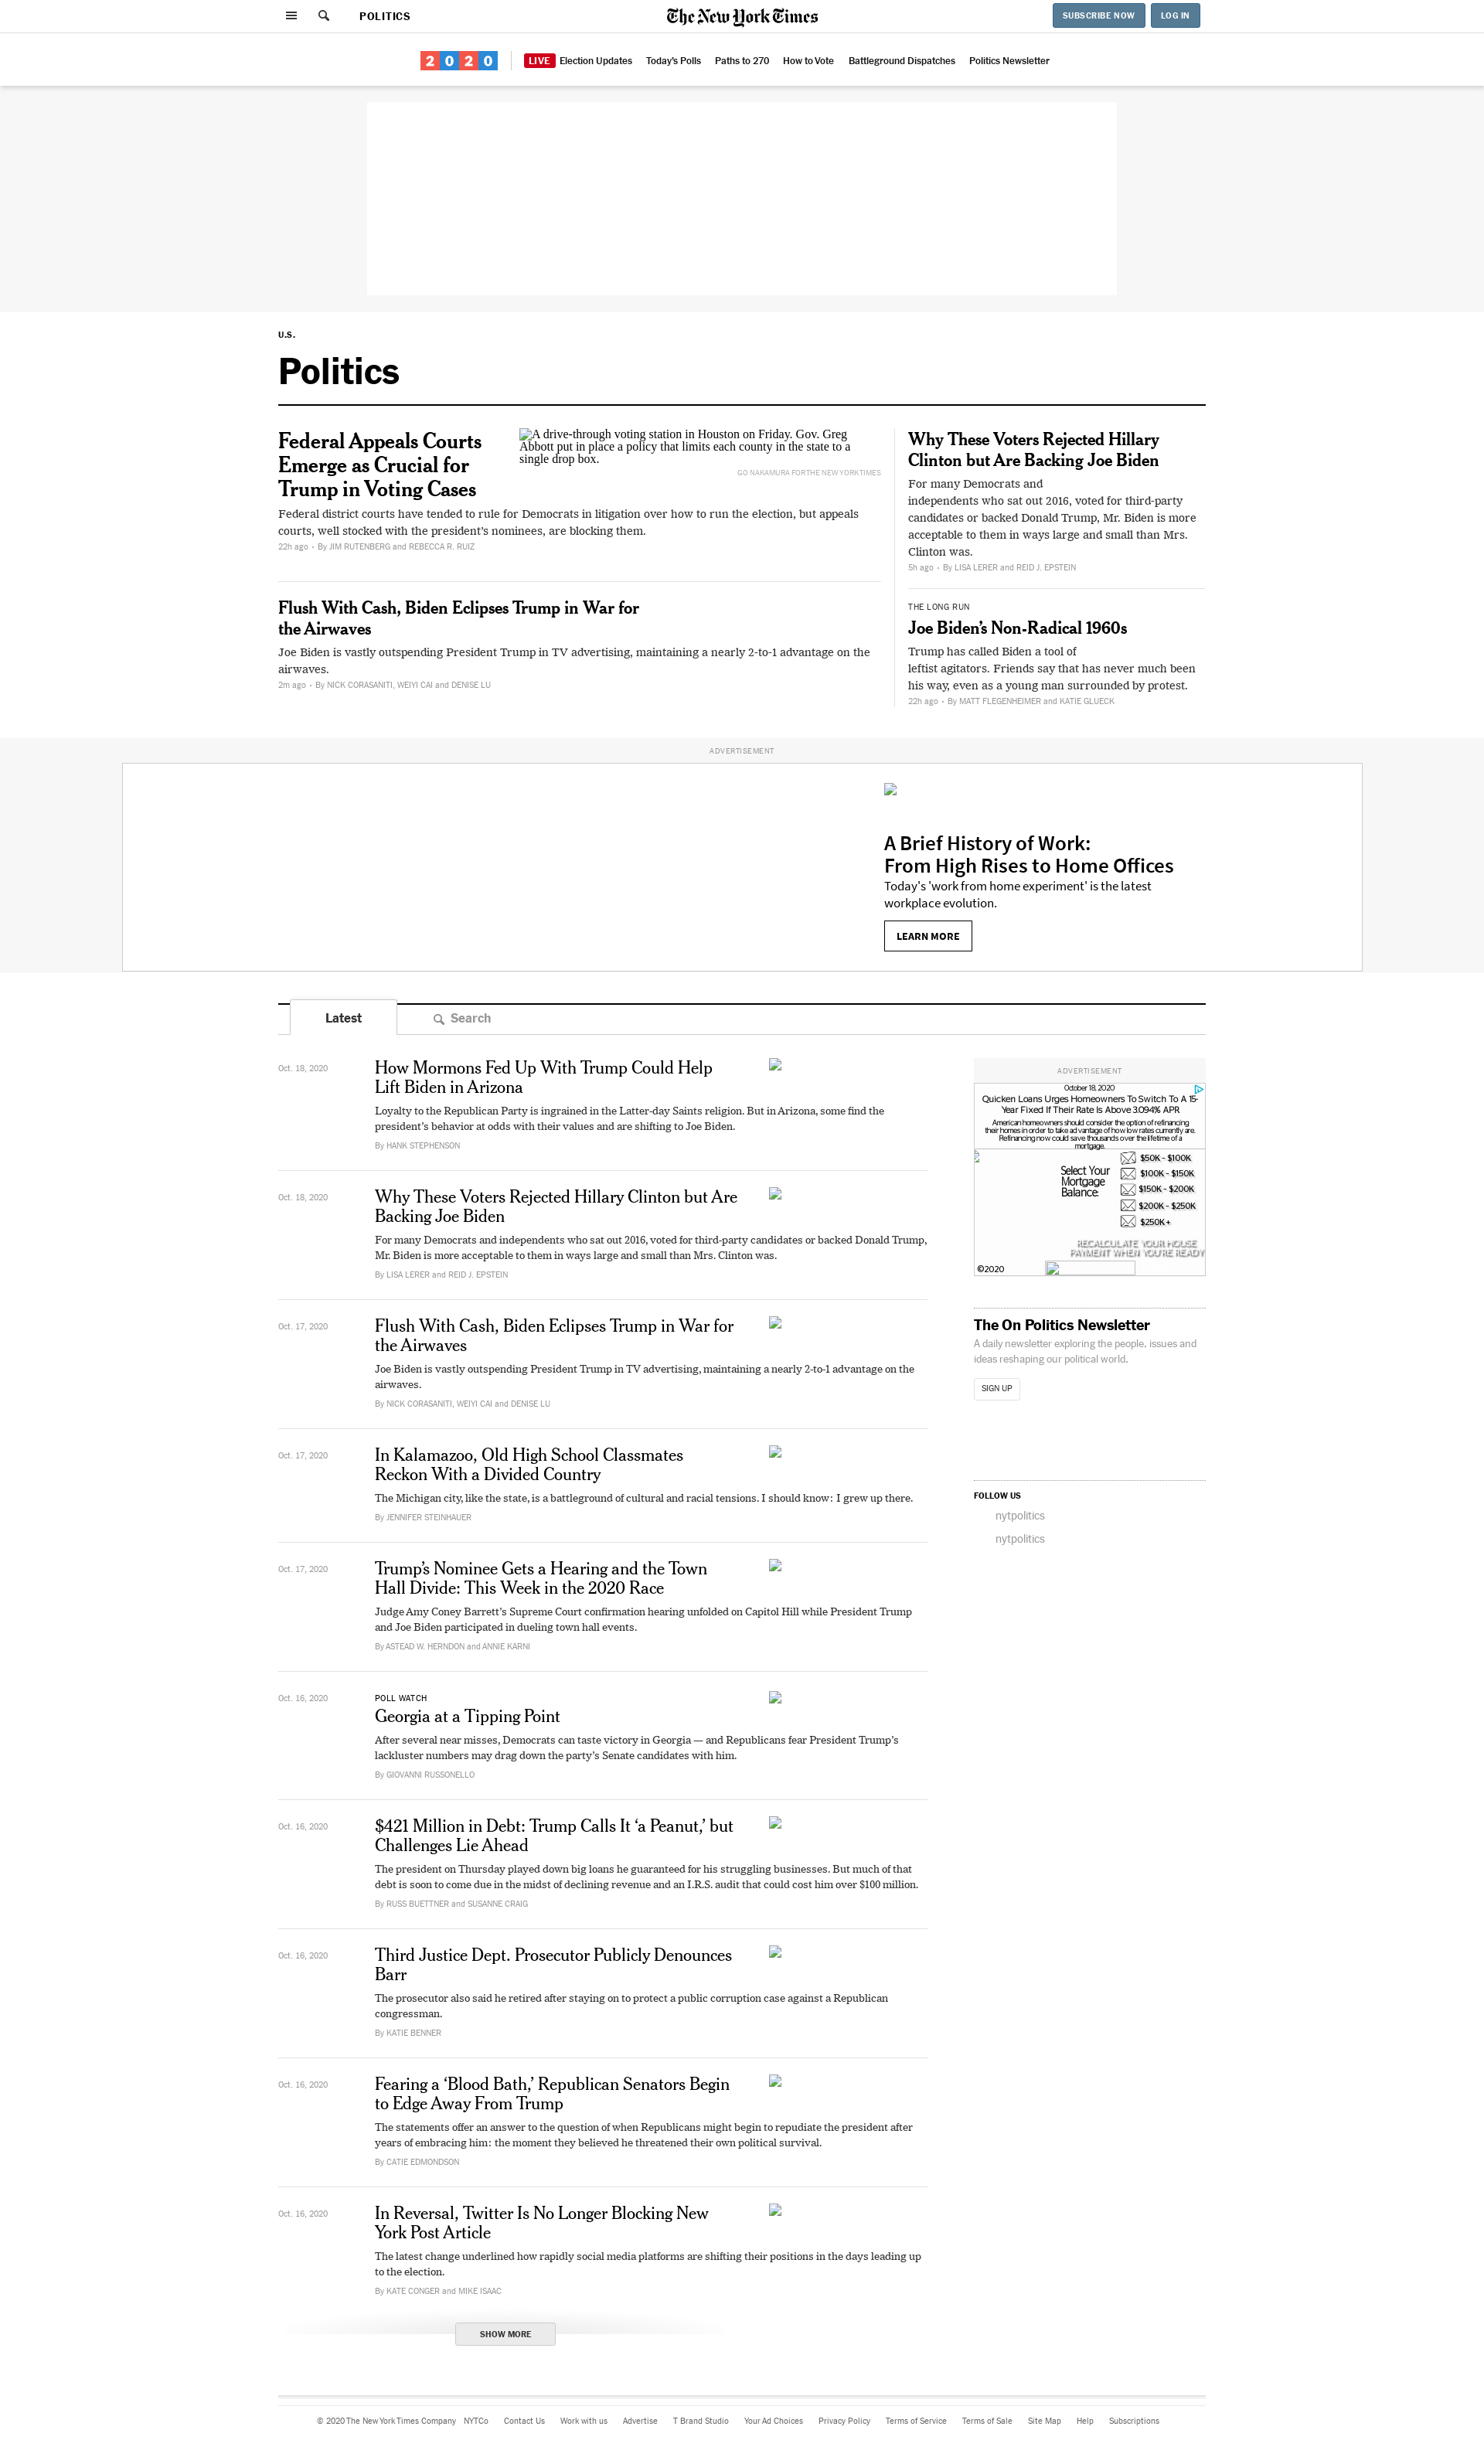 POLITICS
The New York Times
SUBSCRIBE NOW
LOG IN
2020
LIVE Election Updates
Today's Polls
Paths to 270
How to Vote
Battleground Dispatches
Politics Newsletter
U.S.
Politics
Federal Appeals Courts
Emerge as Crucial for
Trump in Voting Cases
A drive-through voting station in Houston on Friday. Gov. Greg
Abbott put in place a policy that limits each county in the state to a
single drop box.
GO NAKAMURA FOR THE NEW YORK TIMES
Federal district courts have tended to rule for Democrats in litigation over how to run the election, but appeals
courts, well stocked with the president's nominees, are blocking them.
22h ago • By JIM RUTENBERG and REBECCA R. RUIZ
Flush With Cash, Biden Eclipses Trump in War for
the Airwaves
Joe Biden is vastly outspending President Trump in TV advertising, maintaining a nearly 2-to-1 advantage on the
airwaves.
2m ago • By NICK CORASANITI, WEIYI CAI and DENISE LU
Why These Voters Rejected Hillary
Clinton but Are Backing Joe Biden
For many Democrats and
independents who sat out 2016, voted for third-party
candidates or backed Donald Trump, Mr. Biden is more
acceptable to them in ways large and small than Mrs.
Clinton was.
5h ago • By LISA LERER and REID J. EPSTEIN
THE LONG RUN
Joe Biden's Non-Radical 1960s
Trump has called Biden a tool of
leftist agitators. Friends say that has never much been
his way, even as a young man surrounded by protest.
22h ago • By MATT FLEGENHEIMER and KATIE GLUECK
ADVERTISEMENT
A Brief History of Work:
From High Rises to Home Offices
Today's 'work from home experiment' is the latest
workplace evolution.
LEARN MORE
Latest
Search
Oct. 18, 2020
How Mormons Fed Up With Trump Could Help
Lift Biden in Arizona
Loyalty to the Republican Party is ingrained in the Latter-day Saints religion. But in Arizona, some find the
president's behavior at odds with their values and are shifting to Joe Biden.
By HANK STEPHENSON
Oct. 18, 2020
Why These Voters Rejected Hillary Clinton but Are
Backing Joe Biden
For many Democrats and independents who sat out 2016, voted for third-party candidates or backed Donald Trump,
Mr. Biden is more acceptable to them in ways large and small than Mrs. Clinton was.
By LISA LERER and REID J. EPSTEIN
Oct. 17, 2020
Flush With Cash, Biden Eclipses Trump in War for
the Airwaves
Joe Biden is vastly outspending President Trump in TV advertising, maintaining a nearly 2-to-1 advantage on the
airwaves.
By NICK CORASANITI, WEIYI CAI and DENISE LU
Oct. 17, 2020
In Kalamazoo, Old High School Classmates
Reckon With a Divided Country
The Michigan city, like the state, is a battleground of cultural and racial tensions. I should know: I grew up there.
By JENNIFER STEINHAUER
Oct. 17, 2020
Trump's Nominee Gets a Hearing and the Town
Hall Divide: This Week in the 2020 Race
Judge Amy Coney Barrett's Supreme Court confirmation hearing unfolded on Capitol Hill while President Trump
and Joe Biden participated in dueling town hall events.
By ASTEAD W. HERNDON and ANNIE KARNI
Oct. 16, 2020
POLL WATCH
Georgia at a Tipping Point
After several near misses, Democrats can taste victory in Georgia — and Republicans fear President Trump's
lackluster numbers may drag down the party's Senate candidates with him.
By GIOVANNI RUSSONELLO
Oct. 16, 2020
$421 Million in Debt: Trump Calls It 'a Peanut,' but
Challenges Lie Ahead
The president on Thursday played down big loans he guaranteed for his struggling businesses. But much of that
debt is soon to come due in the midst of declining revenue and an I.R.S. audit that could cost him over $100 million.
By RUSS BUETTNER and SUSANNE CRAIG
Oct. 16, 2020
Third Justice Dept. Prosecutor Publicly Denounces
Barr
The prosecutor also said he retired after staying on to protect a public corruption case against a Republican
congressman.
By KATIE BENNER
Oct. 16, 2020
Fearing a 'Blood Bath,' Republican Senators Begin
to Edge Away From Trump
The statements offer an answer to the question of when Republicans might begin to repudiate the president after
years of embracing him: the moment they believed he threatened their own political survival.
By CATIE EDMONDSON
Oct. 16, 2020
In Reversal, Twitter Is No Longer Blocking New
York Post Article
The latest change underlined how rapidly social media platforms are shifting their positions in the days leading up
to the election.
By KATE CONGER and MIKE ISAAC
SHOW MORE
ADVERTISEMENT
October 18, 2020
Quicken Loans Urges Homeowners To Switch To A 15-
Year Fixed If Their Rate Is Above 3.094% APR
American homeowners should consider the option of refinancing
their homes in order to take advantage of how low rates currently are.
Refinancing now could save thousands over the lifetime of a
mortgage.
Select Your
Mortgage
Balance:
$50K - $100K
$100K - $150K
$150K - $200K
$200K - $250K
$250K +
RECALCULATE YOUR HOUSE
PAYMENT WHEN YOU'RE READY
©2020
The On Politics Newsletter
A daily newsletter exploring the people, issues and
ideas reshaping our political world.
SIGN UP
FOLLOW US
nytpolitics
nytpolitics
© 2020 The New York Times Company
NYTCo
Contact Us
Work with us
Advertise
T Brand Studio
Your Ad Choices
Privacy Policy
Terms of Service
Terms of Sale
Site Map
Help
Subscriptions